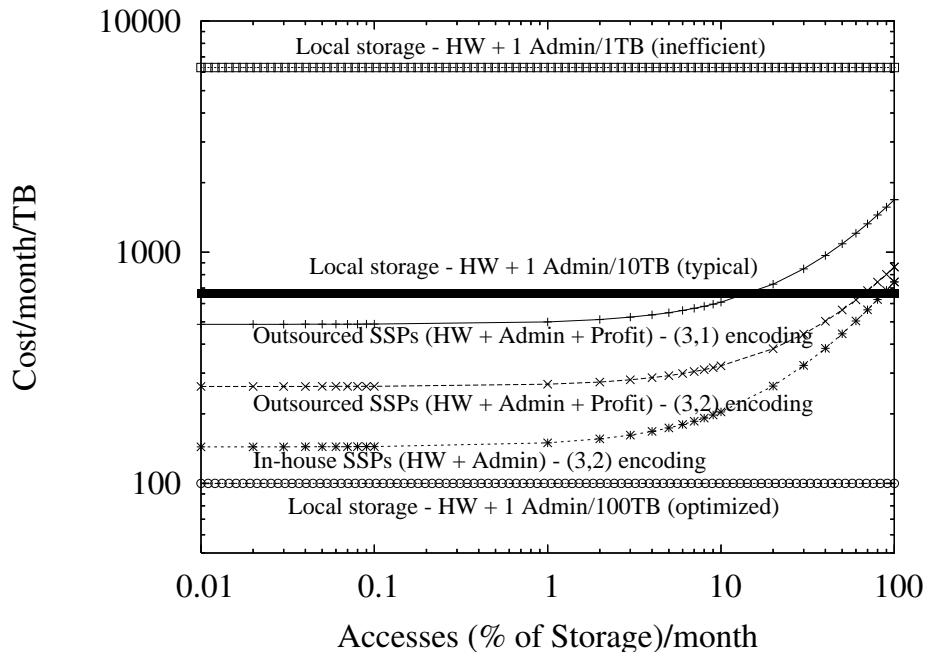 10000
Local storage - HW + 1 Admin/1TB (inefficient)
Cost/month/TB
1000
Local storage - HW + 1 Admin/10TB (typical)
Outsourced SSPs (HW + Admin + Profit) - (3,1) encoding
Outsourced SSPs (HW + Admin + Profit) - (3,2) encoding
In-house SSPs (HW + Admin) - (3,2) encoding
100
Local storage - HW + 1 Admin/100TB (optimized)
0.01 0.1 1 10 100
Accesses (% of Storage)/month